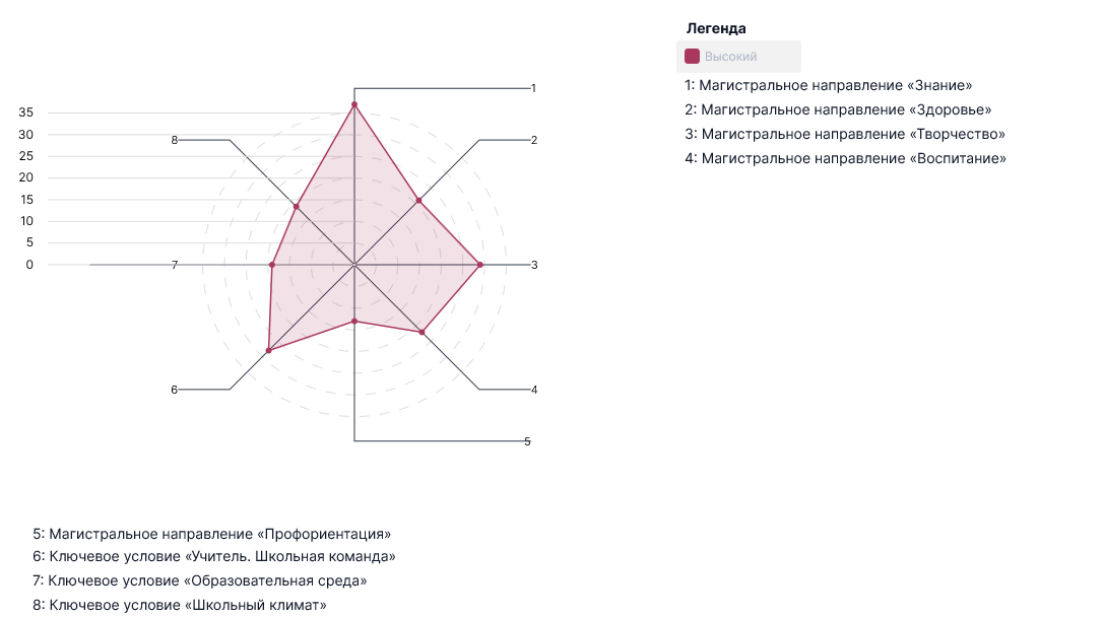 Легенда
Высокий
1: Магистральное направление «Знание»
2: Магистральное направление «Здоровье»
3: Магистральное направление «Творчество»
4: Магистральное направление «Воспитание»
1
35
30
8
2
25
20
15
10
5
0
7
3
6
4
5
5: Магистральное направление «Профориентация»
6: Ключевое условие «Учитель. Школьная команда»
7: Ключевое условие «Образовательная среда»
8: Ключевое условие «Школьный климат»